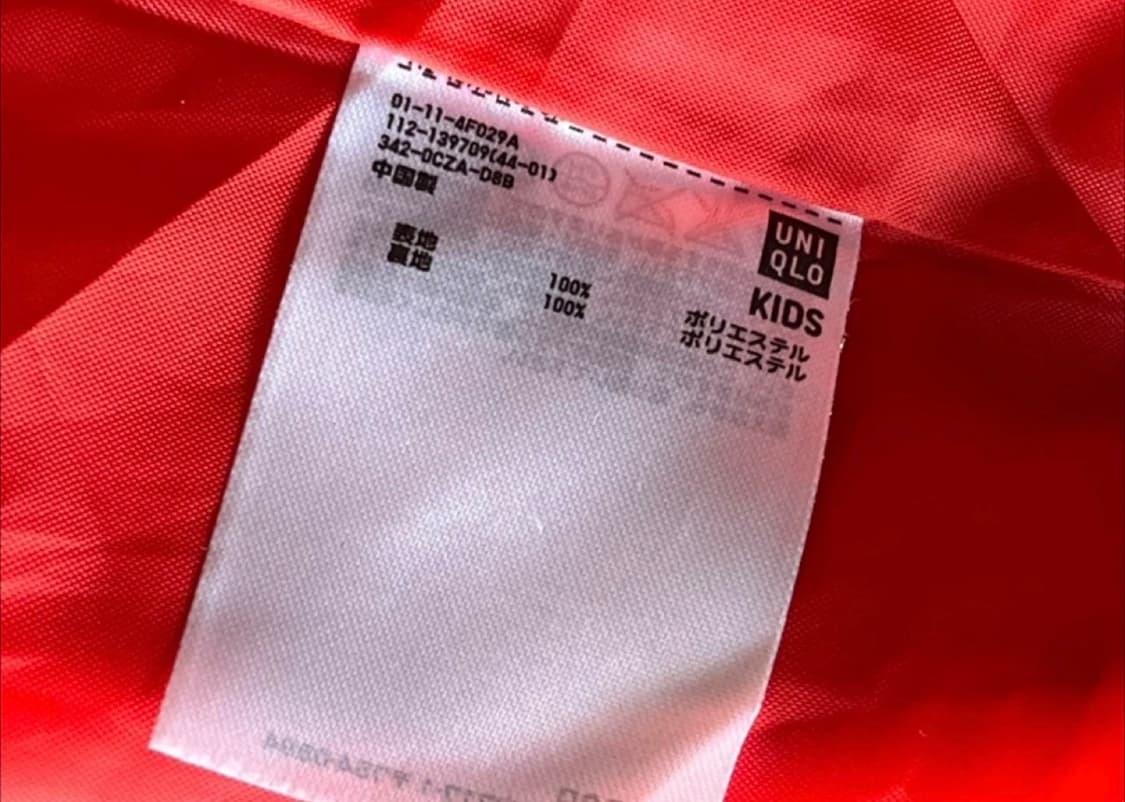 01-11-4F029A
112-139709(44-01)
342-0CZA-D8B
中国製
UNI
QLO
KIDS
表地 100% ポリエステル
裏地 100% ポリエステル